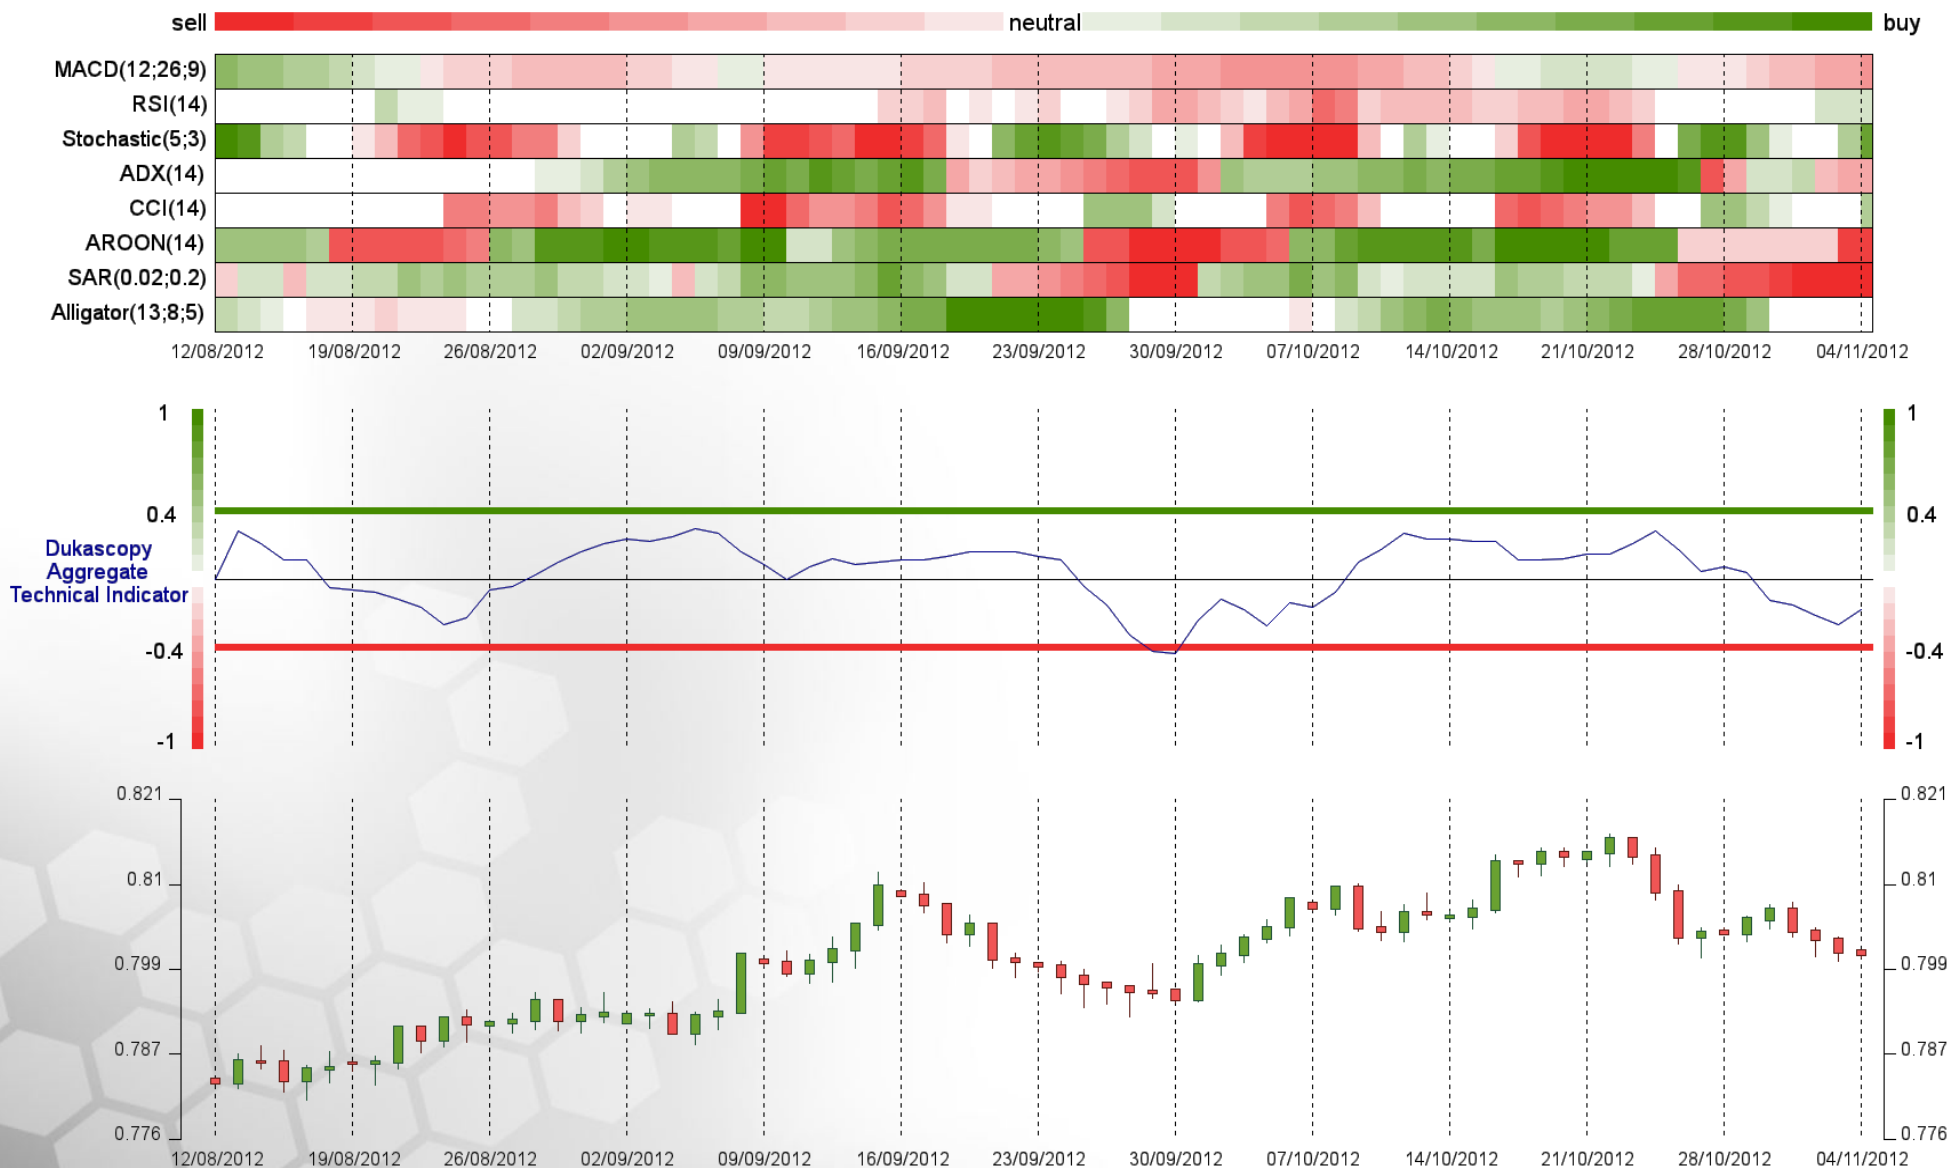 sell neutral buy
MACD(12;26;9)
RSI(14)
Stochastic(5;3)
ADX(14)
CCI(14)
AROON(14)
SAR(0.02;0.2)
Alligator(13;8;5)
12/08/2012 19/08/2012 26/08/2012 02/09/2012 09/09/2012 16/09/2012 23/09/2012 30/09/2012 07/10/2012 14/10/2012 21/10/2012 28/10/2012 04/11/2012
1 1
0.4 0.4
Dukascopy
Aggregate
Technical Indicator
-0.4 -0.4
-1 -1
0.821 0.821
0.81 0.81
0.799 0.799
0.787 0.787
0.776 0.776
12/08/2012 19/08/2012 26/08/2012 02/09/2012 09/09/2012 16/09/2012 23/09/2012 30/09/2012 07/10/2012 14/10/2012 21/10/2012 28/10/2012 04/11/2012